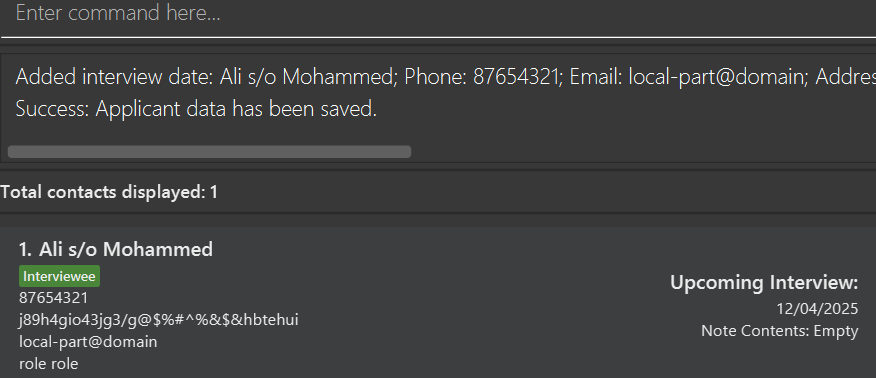 Enter command here...
Added interview date: Ali s/o Mohammed; Phone: 87654321; Email: local-part@domain; Addres
Success: Applicant data has been saved.
Total contacts displayed: 1
1. Ali s/o Mohammed
Interviewee
87654321
j89h4gio43jg3/g@$%#^%&$&hbtehui
local-part@domain
role role
Upcoming Interview:
12/04/2025
Note Contents: Empty